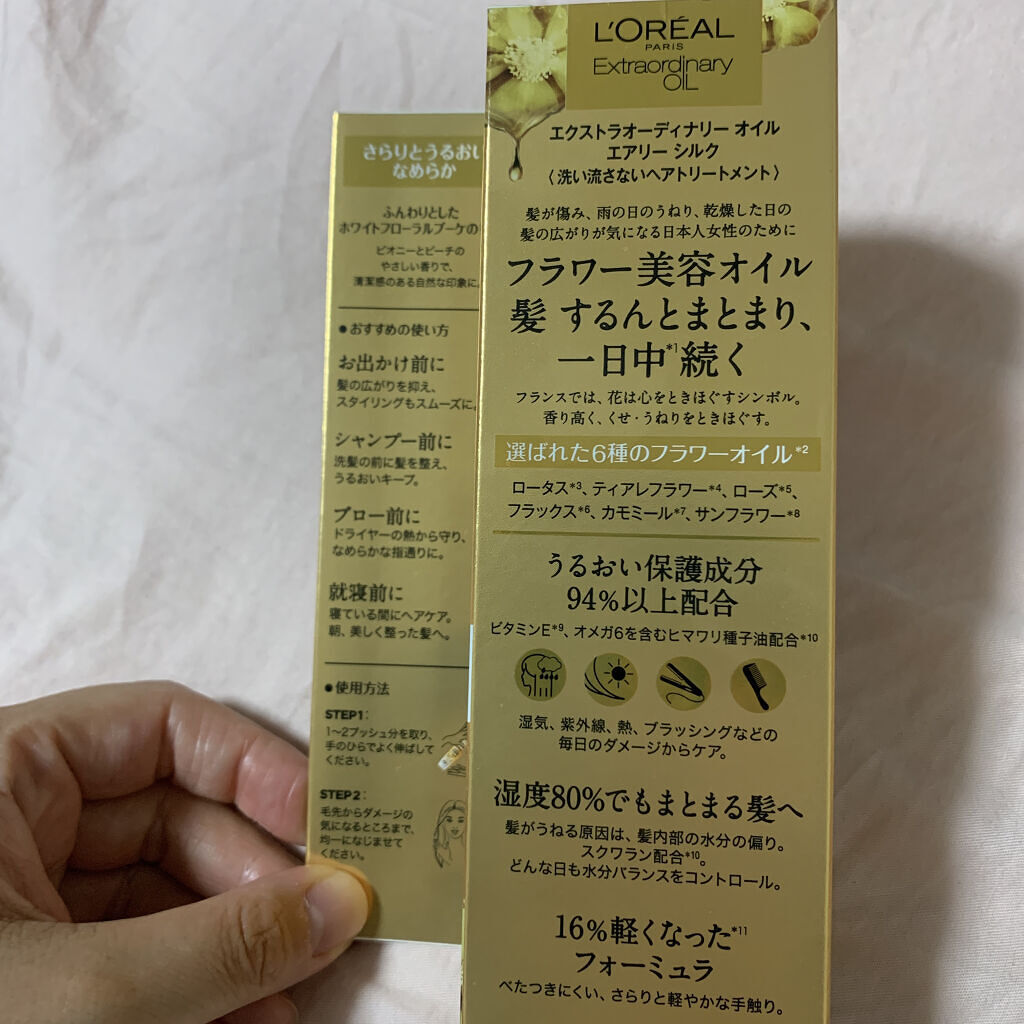 L'ORÉAL
PARIS
Extraordinary
OIL
エクストラオーディナリー オイル
エアリー シルク
〈洗い流さないヘアトリートメント〉
髪が傷み、雨の日のうねり、乾燥した日の
髪の広がりが気になる日本人女性のために
フラワー美容オイル
髪 するんとまとまり、
一日中*1続く
フランスでは、花は心をときほぐすシンボル。
香り高く、くせ・うねりをときほぐす。
選ばれた6種のフラワーオイル*2
ロータス*3、ティアレフラワー*4、ローズ*5、
フラックス*6、カモミール*7、サンフラワー*8
うるおい保護成分
94%以上配合
ビタミンE*9、オメガ6を含むヒマワリ種子油配合*10
湿気、紫外線、熱、ブラッシングなどの
毎日のダメージからケア。
湿度80%でもまとまる髪へ
髪がうねる原因は、髪内部の水分の偏り。
スクワラン配合*10。
どんな日も水分バランスをコントロール。
16%軽くなった*11
フォーミュラ
べたつきにくい、さらりと軽やかな手触り。
さらりとうるおい
なめらか
ふんわりとした
ホワイトフローラルブーケの
ピオニーとピーチの
やさしい香りで、
清潔感のある自然な印象に。
●おすすめの使い方
お出かけ前に
髪の広がりを抑え、
スタイリングもスムーズに。
シャンプー前に
洗髪の前に髪を整え、
うるおいキープ。
ブロー前に
ドライヤーの熱から守り、
なめらかな指通りに。
就寝前に
寝ている間にヘアケア。
朝、美しく整った髪へ。
●使用方法
STEP1:
1〜2プッシュ分を取り、
手のひらでよく伸ばして
ください。
STEP2:
毛先からダメージの
気になるところまで、
均一になじませて
ください。